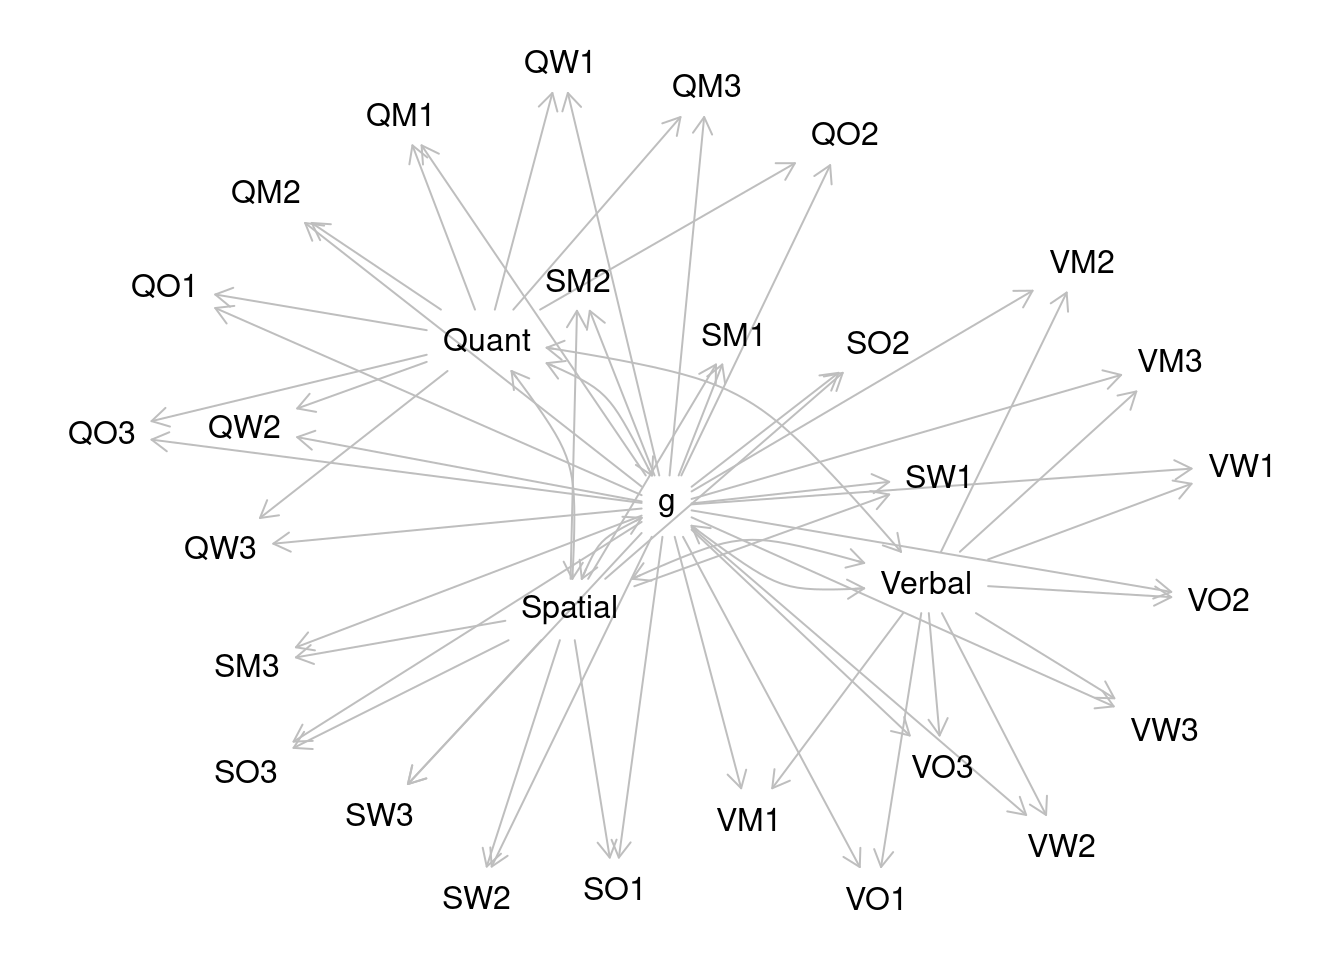 QW1
QM3
QM1
QO2
QM2
VM2
SM2
QO1
SM1
Quant
SO2
VM3
QW2
QO3
VW1
SW1
g
QW3
Verbal
VO2
Spatial
SM3
VW3
VO3
SO3
SW3
VM1
VW2
SO1
SW2
VO1